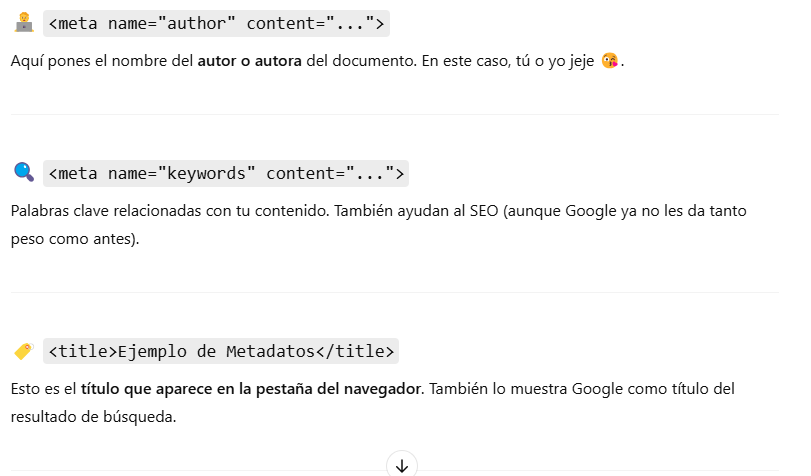 👨‍💻 <meta name="author" content="...">
Aquí pones el nombre del autor o autora del documento. En este caso, tú o yo jeje 😘.
🔍 <meta name="keywords" content="...">
Palabras clave relacionadas con tu contenido. También ayudan al SEO (aunque Google ya no les da tanto
peso como antes).
🏷️ <title>Ejemplo de Metadatos</title>
Esto es el título que aparece en la pestaña del navegador. También lo muestra Google como título del
resultado de búsqueda.